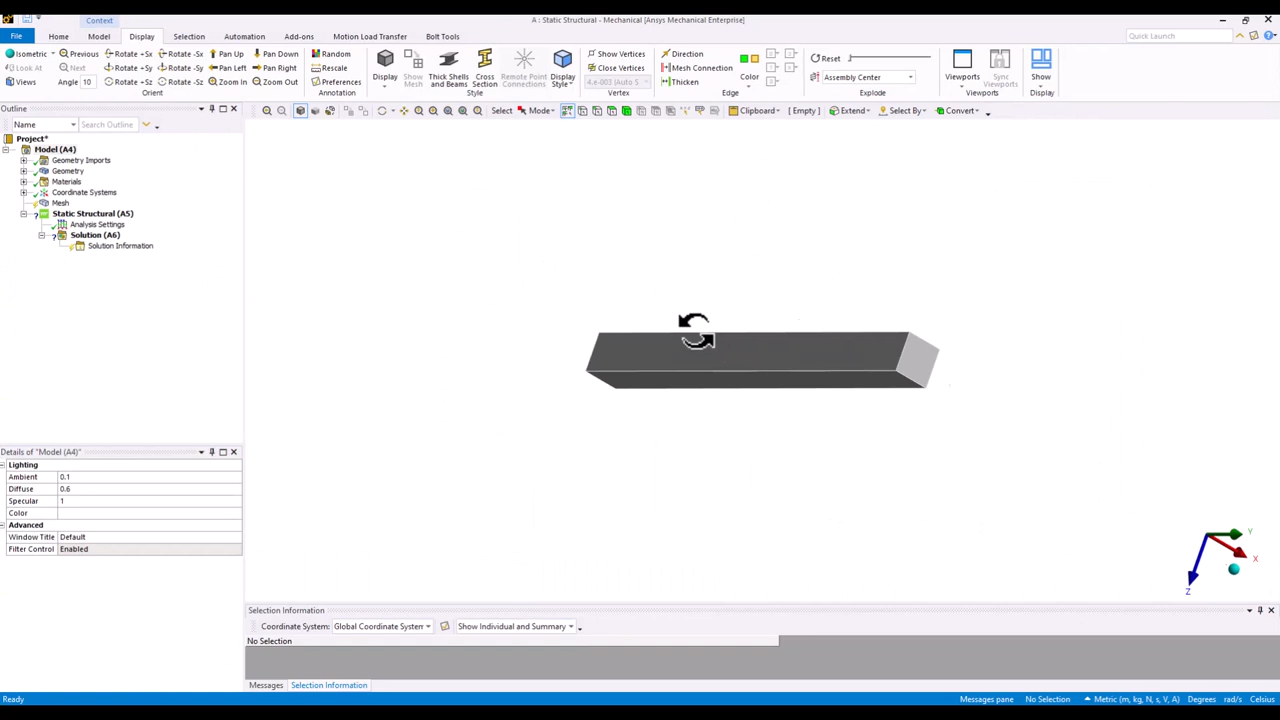 A : Static Structural - Mechanical [Ansys Mechanical Enterprise]
Context
File Home Model Display Selection Automation Add-ons Motion Load Transfer Bolt Tools Quick Launch
Isometric Previous Rotate +Sx Rotate -Sx Pan Up Pan Down Random Show Vertices Direction Reset
Look At Next Rotate +Sy Rotate -Sy Pan Left Pan Right Rescale Close Vertices Mesh Connection
Views Angle 10 Rotate +Sz Rotate -Sz Zoom In Zoom Out Preferences 4.e-003 (Auto S Thicken Assembly Center
Display Show Mesh Thick Shells and Beams Cross Section Remote Point Connections Display Style Color Viewports Sync Viewports Show
Orient Annotation Style Vertex Edge Explode Viewports Display
Outline
Select Mode Clipboard [ Empty ] Extend Select By Convert
Name Search Outline
Project*
Model (A4)
Geometry Imports
Geometry
Materials
Coordinate Systems
Mesh
Static Structural (A5)
Analysis Settings
Solution (A6)
Solution Information
Details of "Model (A4)"
Lighting
Ambient 0.1
Diffuse 0.6
Specular 1
Color
Advanced
Window Title Default
Filter Control Enabled
Y
X
Z
Selection Information
Coordinate System: Global Coordinate System Show Individual and Summary
No Selection
Messages Selection Information
Ready Messages pane No Selection Metric (m, kg, N, s, V, A) Degrees rad/s Celsius